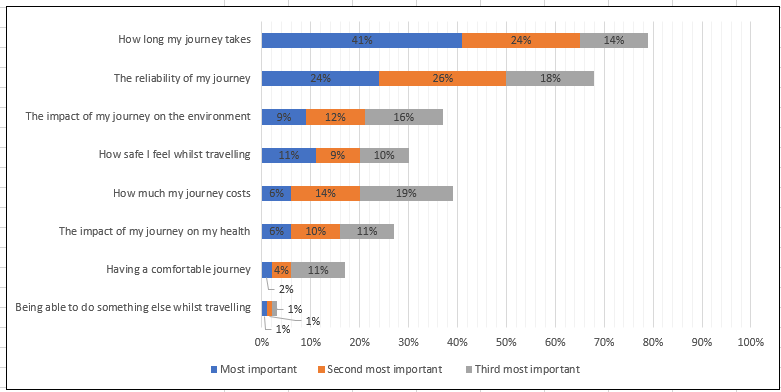 How long my journey takes 41% 24% 14%
The reliability of my journey 24% 26% 18%
The impact of my journey on the environment 9% 12% 16%
How safe I feel whilst travelling 11% 9% 10%
How much my journey costs 6% 14% 19%
The impact of my journey on my health 6% 10% 11%
Having a comfortable journey 4% 11%
2%
Being able to do something else whilst travelling 1%
1%
1%
0% 10% 20% 30% 40% 50% 60% 70% 80% 90% 100%
Most important Second most important Third most important